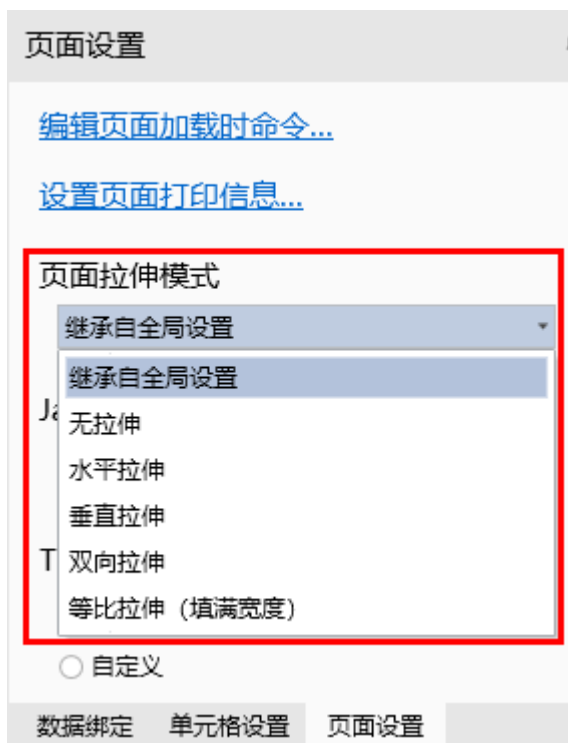 页面设置
编辑页面加载时命令...
设置页面打印信息...
页面拉伸模式
继承自全局设置
继承自全局设置
Ja
无拉伸
水平拉伸
垂直拉伸
T 双向拉伸
等比拉伸（填满宽度）
自定义
数据绑定 单元格设置 页面设置